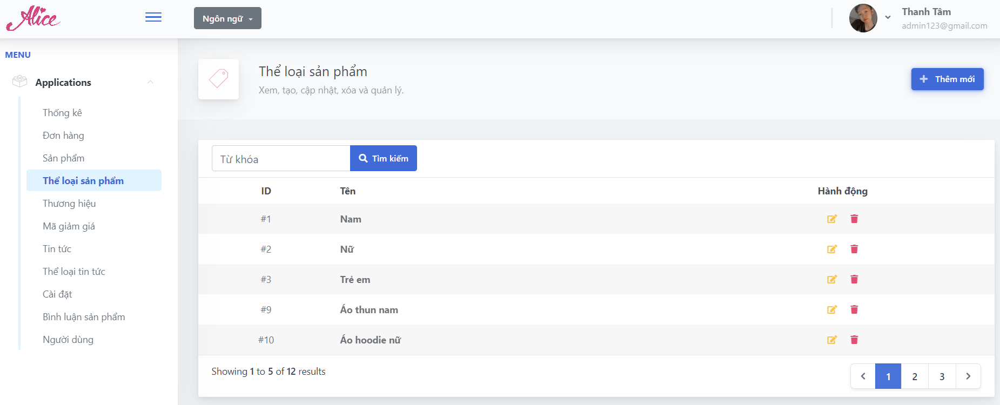 Alice
Ngôn ngữ
Thanh Tâm
admin123@gmail.com
MENU
Applications
Thống kê
Đơn hàng
Sản phẩm
Thể loại sản phẩm
Thương hiệu
Mã giảm giá
Tin tức
Thể loại tin tức
Cài đặt
Bình luận sản phẩm
Người dùng
Thể loại sản phẩm
Xem, tạo, cập nhật, xóa và quản lý.
Thêm mới
Từ khóa
Tìm kiếm
ID Tên Hành động
#1 Nam
#2 Nữ
#3 Trẻ em
#9 Áo thun nam
#10 Áo hoodie nữ
Showing 1 to 5 of 12 results
1 2 3